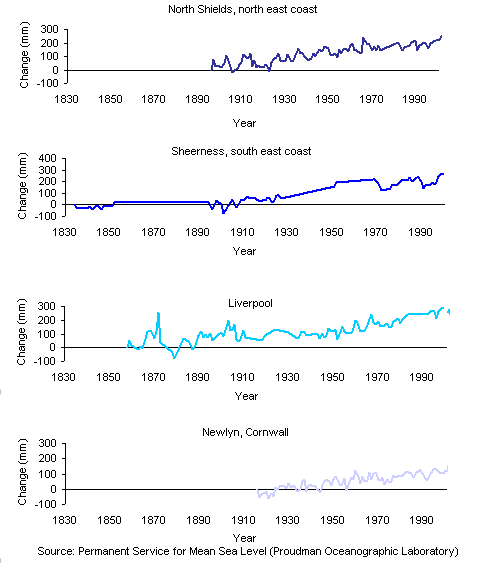 North Shields, north east coast
Change (mm)
300
200
100
0
-100
1830 1850 1870 1890 1910 1930 1950 1970 1990
Year
Sheerness, south east coast
Change (mm)
400
300
200
100
0
-100
1830 1850 1870 1890 1910 1930 1950 1970 1990
Year
Liverpool
Change (mm)
300
200
100
0
-100
1830 1850 1870 1890 1910 1930 1950 1970 1990
Year
Newlyn, Cornwall
Change (mm)
300
200
100
0
-100
1830 1850 1870 1890 1910 1930 1950 1970 1990
Year
Source: Permanent Service for Mean Sea Level (Proudman Oceanographic Laboratory)